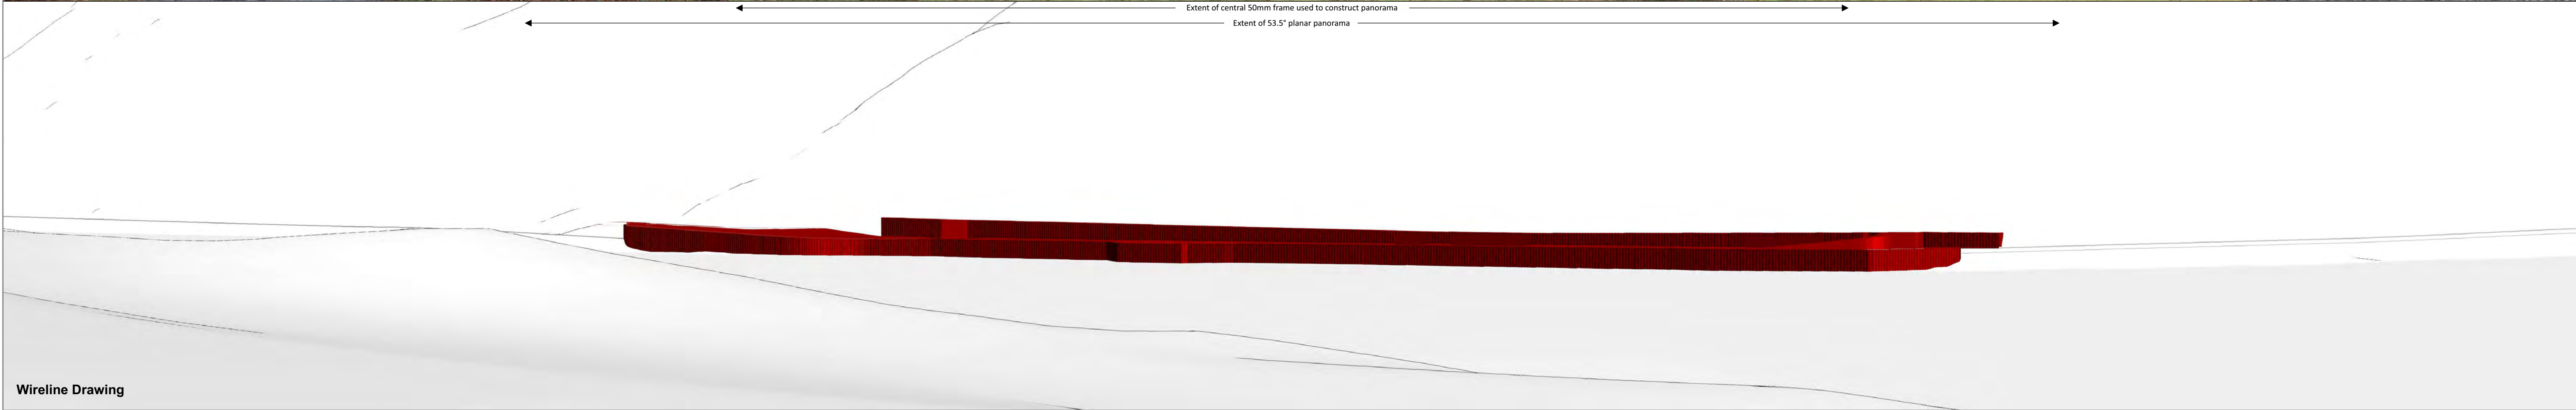 Extent of central 50mm frame used to construct panorama
Extent of 53.5° planar panorama
Wireline Drawing